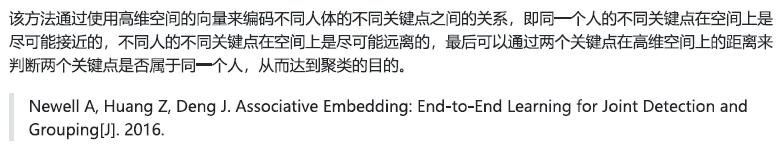 该方法通过使用高维空间的向量来编码不同人体的不同关键点之间的关系，即同一个人的不同关键点在空间上是
尽可能接近的，不同人的不同关键点在空间上是尽可能远离的，最后可以通过两个关键点在高维空间上的距离来
判断两个关键点是否属于同一个人，从而达到聚类的目的。
Newell A, Huang Z, Deng J. Associative Embedding: End-to-End Learning for Joint Detection and
Grouping[J]. 2016.